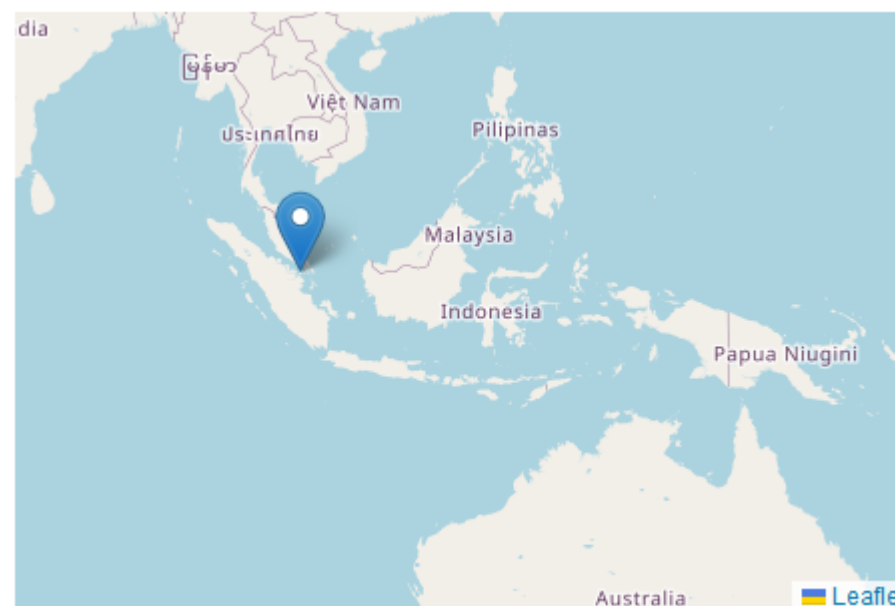 dia
မြန်မာ
Việt Nam
ประเทศไทย
Pilipinas
Malaysia
Indonesia
Papua Niugini
Australia
Leafle